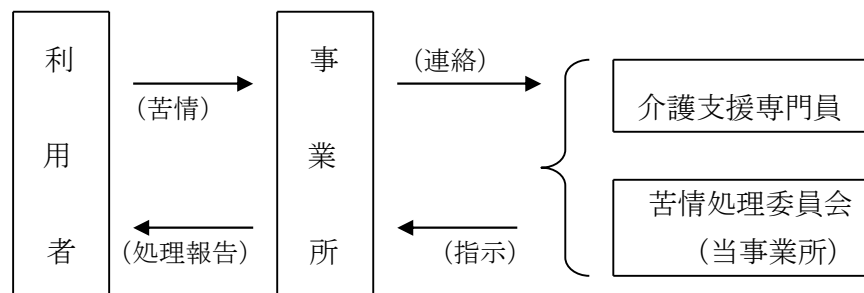 利用者
(苦情)
(処理報告)
事業所
(連絡)
(指示)
介護支援専門員
苦情処理委員会
(当事業所)